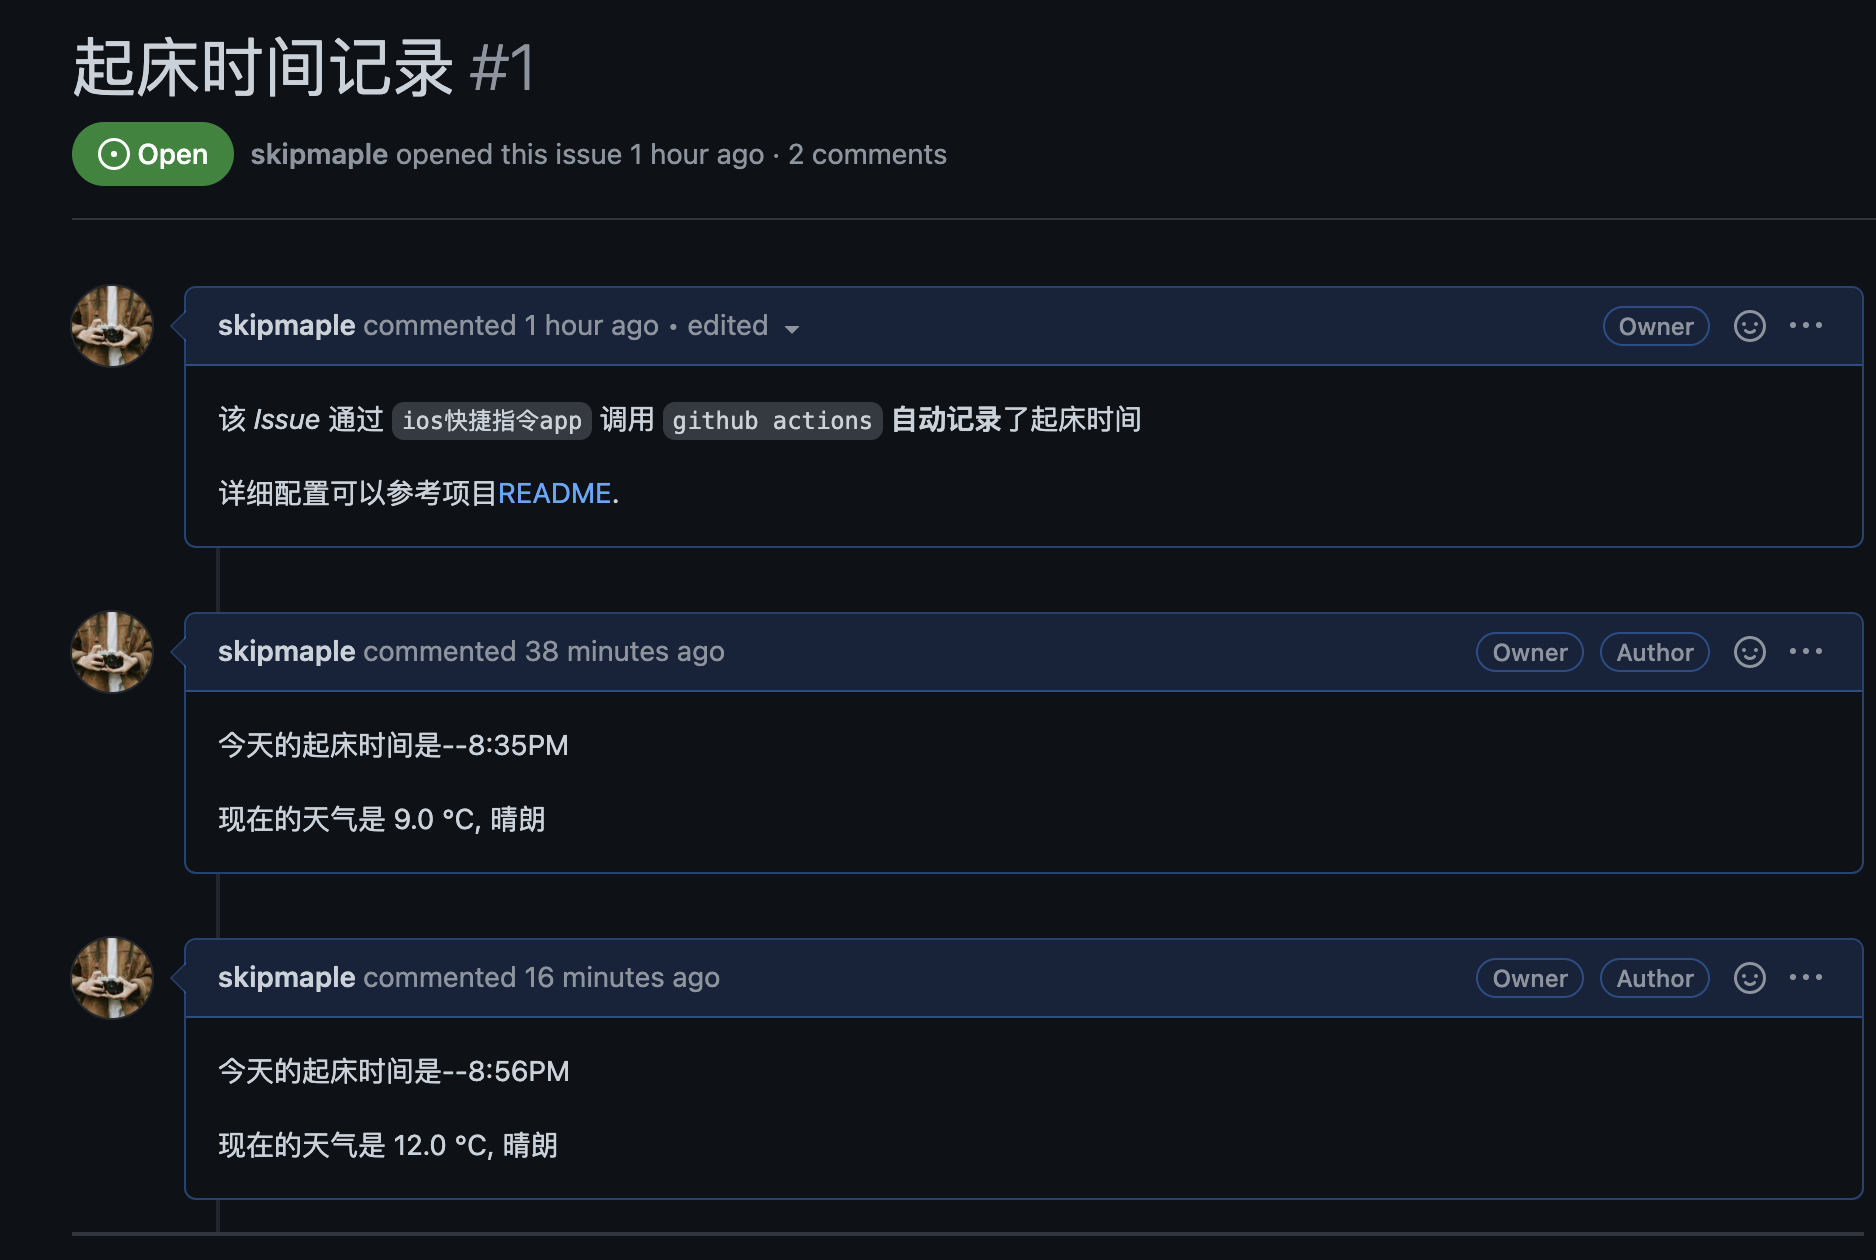 起床时间记录 #1
Open skipmaple opened this issue 1 hour ago · 2 comments
skipmaple commented 1 hour ago • edited Owner
该 Issue 通过 ios快捷指令app 调用 github actions 自动记录了起床时间
详细配置可以参考项目README.
skipmaple commented 38 minutes ago Owner Author
今天的起床时间是--8:35PM
现在的天气是 9.0 °C, 晴朗
skipmaple commented 16 minutes ago Owner Author
今天的起床时间是--8:56PM
现在的天气是 12.0 °C, 晴朗